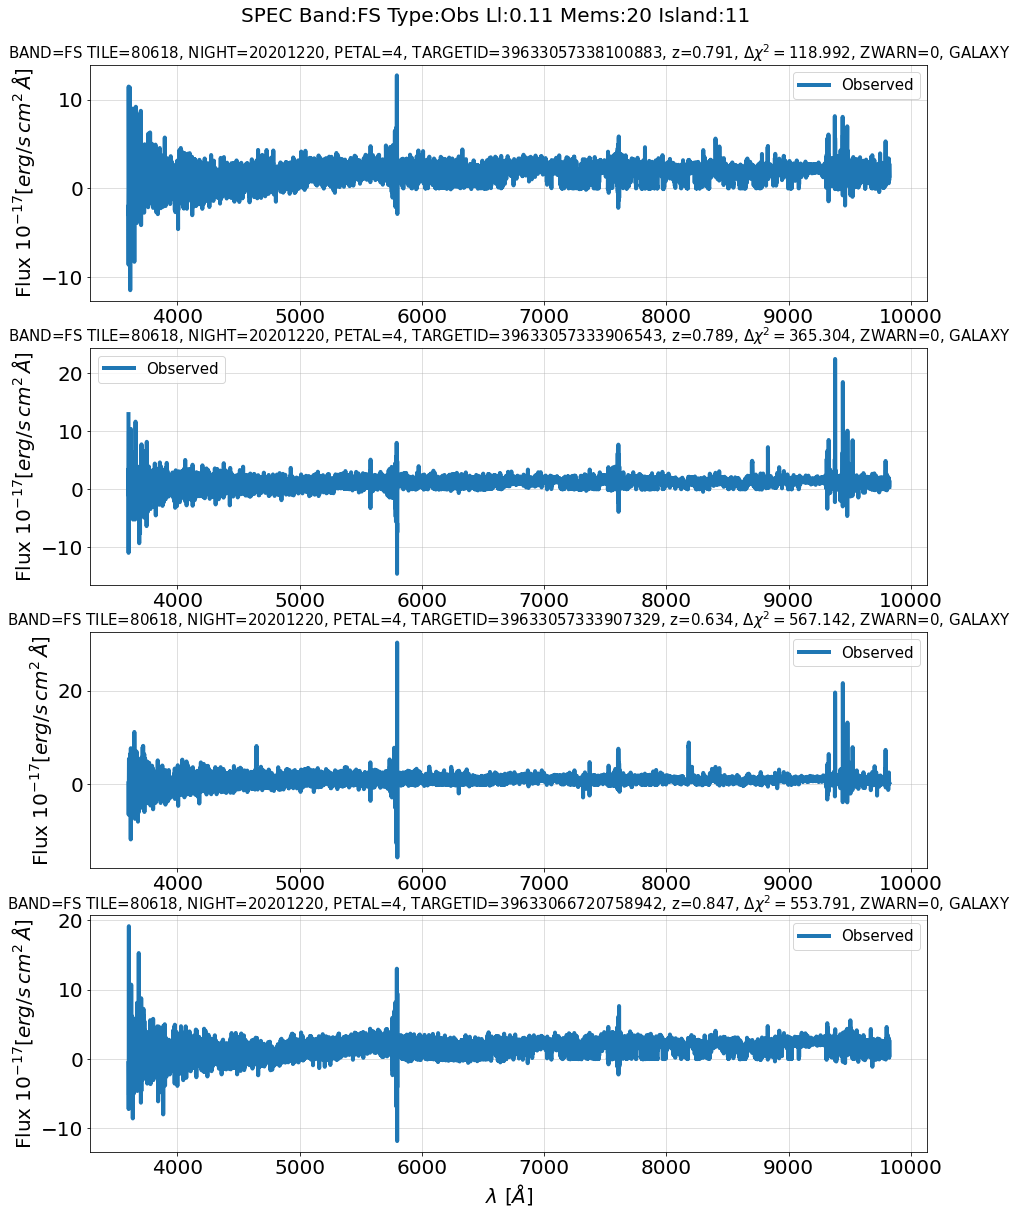 SPEC Band:FS Type:Obs Ll:0.11 Mems:20 Island:11
BAND=FS TILE=80618, NIGHT=20201220, PETAL=4, TARGETID=39633057338100883, z=0.791, Δχ² = 118.992, ZWARN=0, GALAXY
Flux 10⁻¹⁷[erg/s cm² Å]
10
0
−10
Observed
4000 5000 6000 7000 8000 9000 10000
BAND=FS TILE=80618, NIGHT=20201220, PETAL=4, TARGETID=39633057333906543, z=0.789, Δχ² = 365.304, ZWARN=0, GALAXY
Flux 10⁻¹⁷[erg/s cm² Å]
20
10
0
−10
Observed
4000 5000 6000 7000 8000 9000 10000
BAND=FS TILE=80618, NIGHT=20201220, PETAL=4, TARGETID=39633057333907329, z=0.634, Δχ² = 567.142, ZWARN=0, GALAXY
Flux 10⁻¹⁷[erg/s cm² Å]
20
0
Observed
4000 5000 6000 7000 8000 9000 10000
BAND=FS TILE=80618, NIGHT=20201220, PETAL=4, TARGETID=39633066720758942, z=0.847, Δχ² = 553.791, ZWARN=0, GALAXY
Flux 10⁻¹⁷[erg/s cm² Å]
20
10
0
−10
Observed
4000 5000 6000 7000 8000 9000 10000
λ [Å]